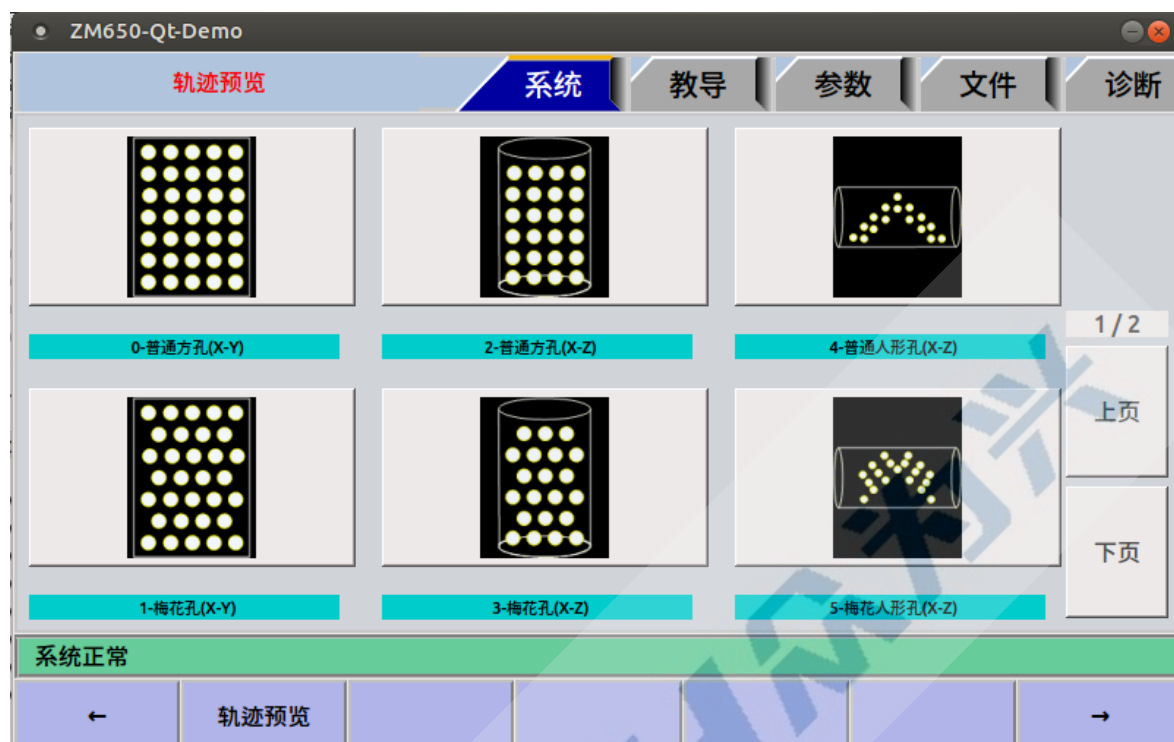 ZM650-Qt-Demo
轨迹预览 系统 教导 参数 文件 诊断
0-普通方孔(X-Y) 2-普通方孔(X-Z) 4-普通人形孔(X-Z)
1 / 2
上页
下页
1-梅花孔(X-Y) 3-梅花孔(X-Z) 5-梅花人形孔(X-Z)
系统正常
← 轨迹预览 →
众为兴